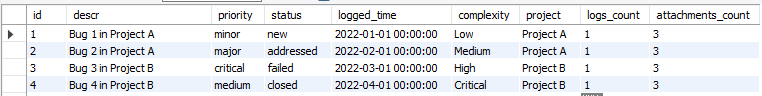 id descr priority status logged_time complexity project logs_count attachments_count
1 Bug 1 in Project A minor new 2022-01-01 00:00:00 Low Project A 1 3
2 Bug 2 in Project A major addressed 2022-02-01 00:00:00 Medium Project A 1 3
3 Bug 3 in Project B critical failed 2022-03-01 00:00:00 High Project B 1 3
4 Bug 4 in Project B medium closed 2022-04-01 00:00:00 Critical Project B 1 3